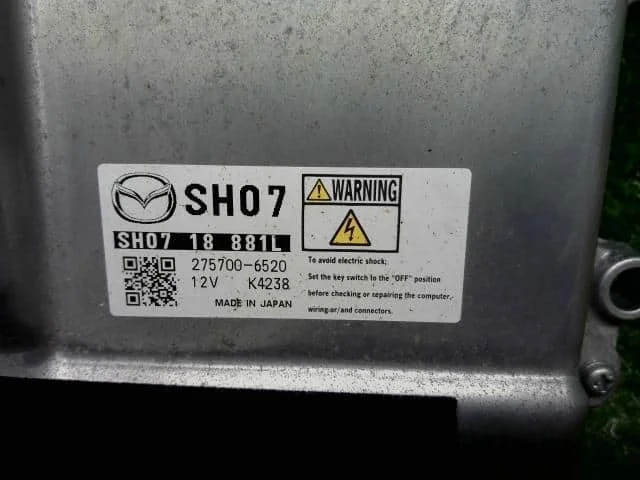 SH07
SH07 18 881L
275700-6520
12V K4238
MADE IN JAPAN
WARNING
To avoid electric shock;
Set the key switch to the "OFF" position
before checking or repairing the computer,
wiring.or/and connectors.